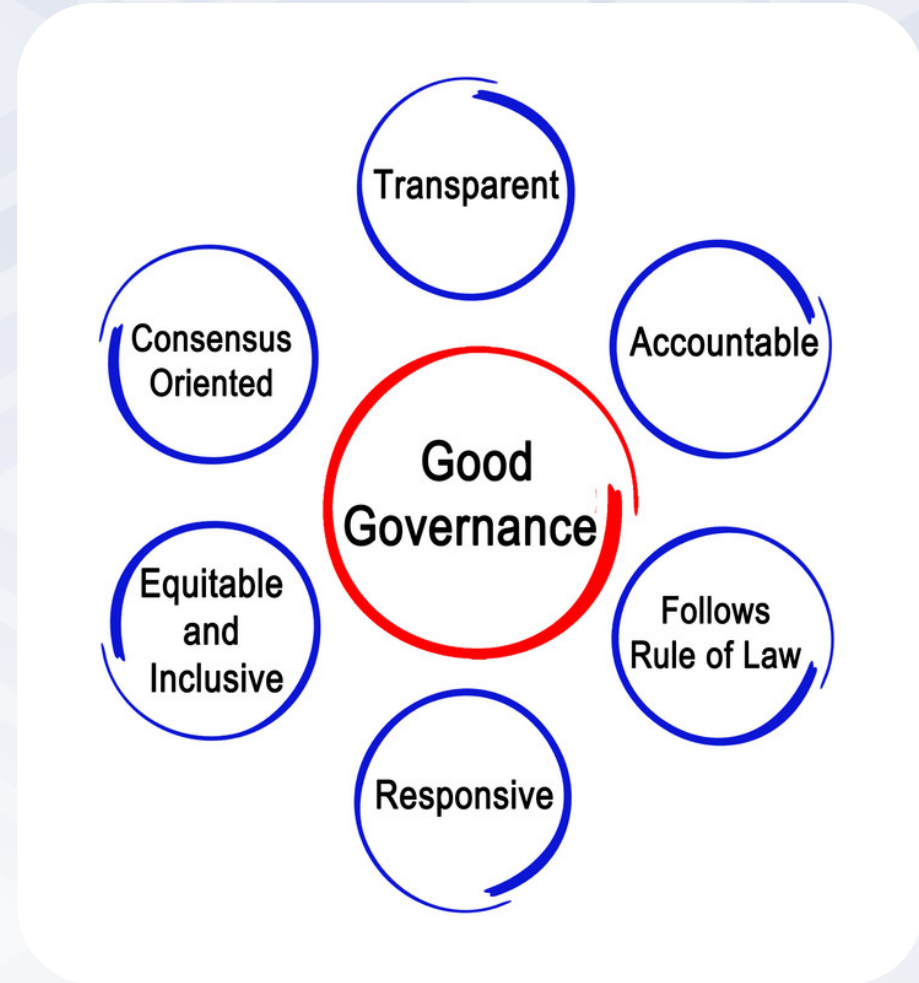 Transparent
Accountable
Follows
Rule of Law
Responsive
Equitable
and
Inclusive
Consensus
Oriented
Good
Governance